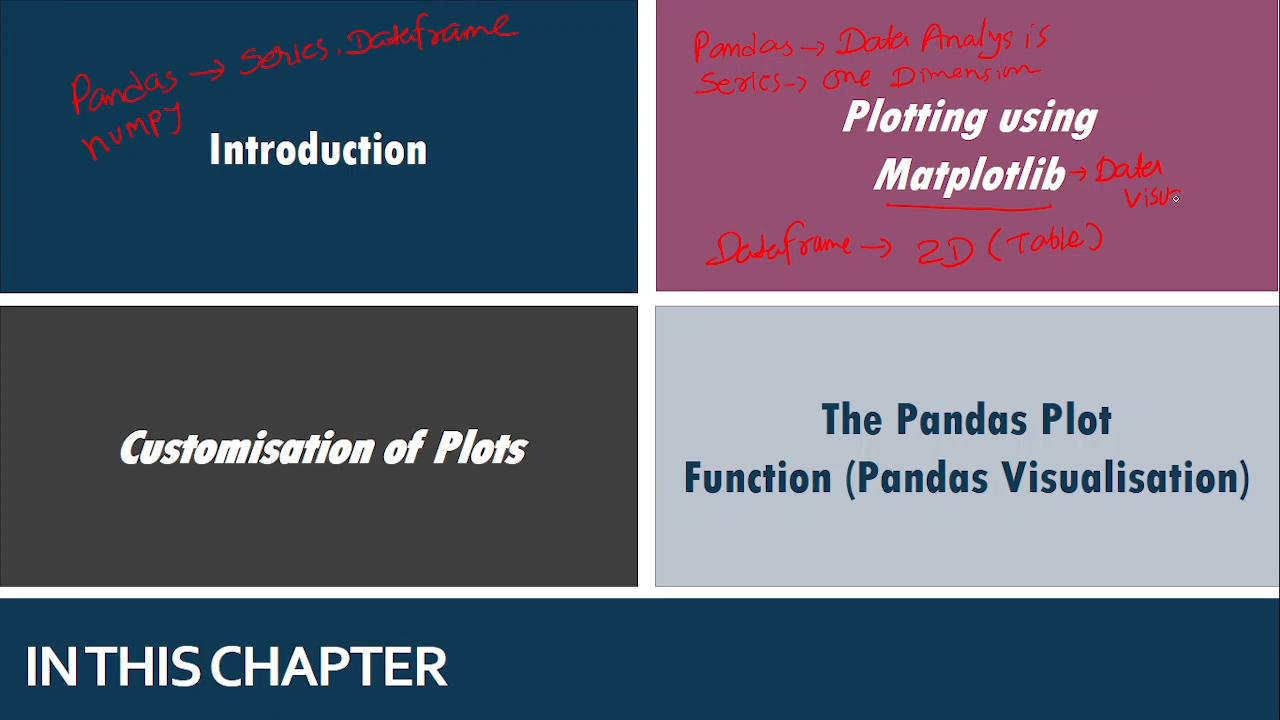 Pandas → Series. Dataframe
numpy
Introduction
Pandas → Data Analysis
Series → one Dimension
Plotting using
Matplotlib → Data
Visu
Dataframe → 2D (Table)
Customisation of Plots
The Pandas Plot
Function (Pandas Visualisation)
IN THIS CHAPTER